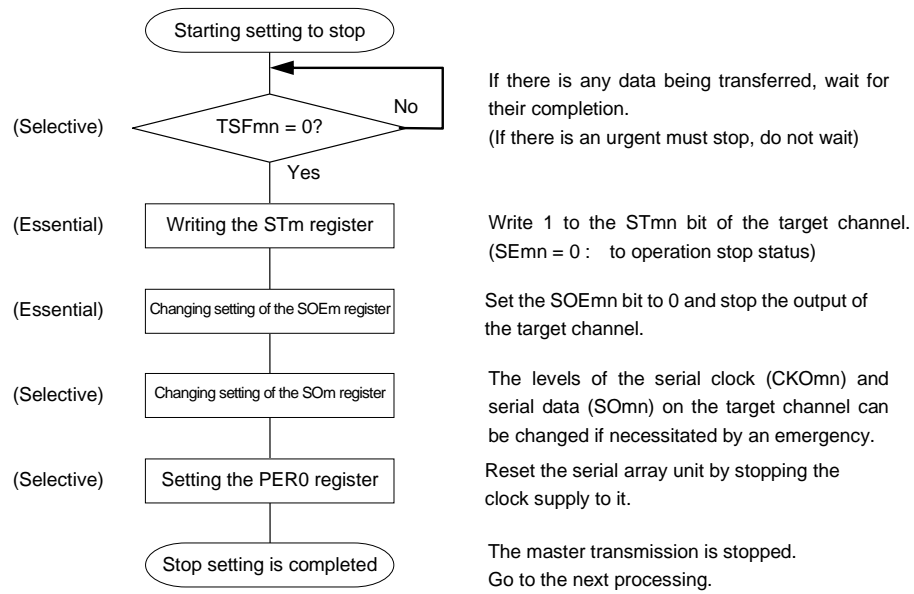 Starting setting to stop
No
If there is any data being transferred, wait for
their completion.
(If there is an urgent must stop, do not wait)
(Selective)
TSFmn = 0?
Yes
(Essential)
Writing the STm register
Write 1 to the STmn bit of the target channel.
(SEmn = 0 : to operation stop status)
(Essential)
Changing setting of the SOEm register
Set the SOEmn bit to 0 and stop the output of
the target channel.
(Selective)
Changing setting of the SOm register
The levels of the serial clock (CKOmn) and
serial data (SOmn) on the target channel can
be changed if necessitated by an emergency.
(Selective)
Setting the PER0 register
Reset the serial array unit by stopping the
clock supply to it.
Stop setting is completed
The master transmission is stopped.
Go to the next processing.